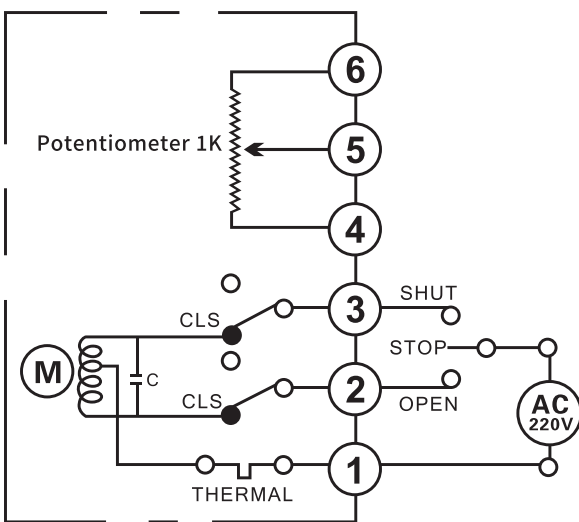 6
Potentiometer 1K
5
4
3
SHUT
CLS
STOP
M
C
2
CLS
OPEN
AC
220V
1
THERMAL